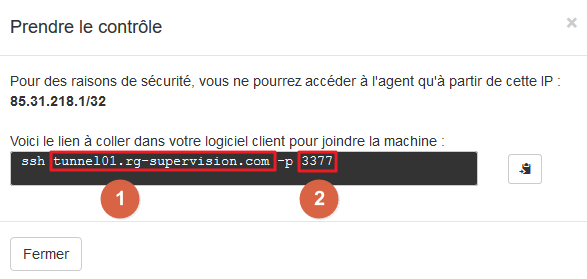 Prendre le contrôle
×
Pour des raisons de sécurité, vous ne pourrez accéder à l'agent qu'à partir de cette IP :
85.31.218.1/32
Voici le lien à coller dans votre logiciel client pour joindre la machine :
ssh tunnel01.rg-supervision.com -p 3377
1 2
Fermer